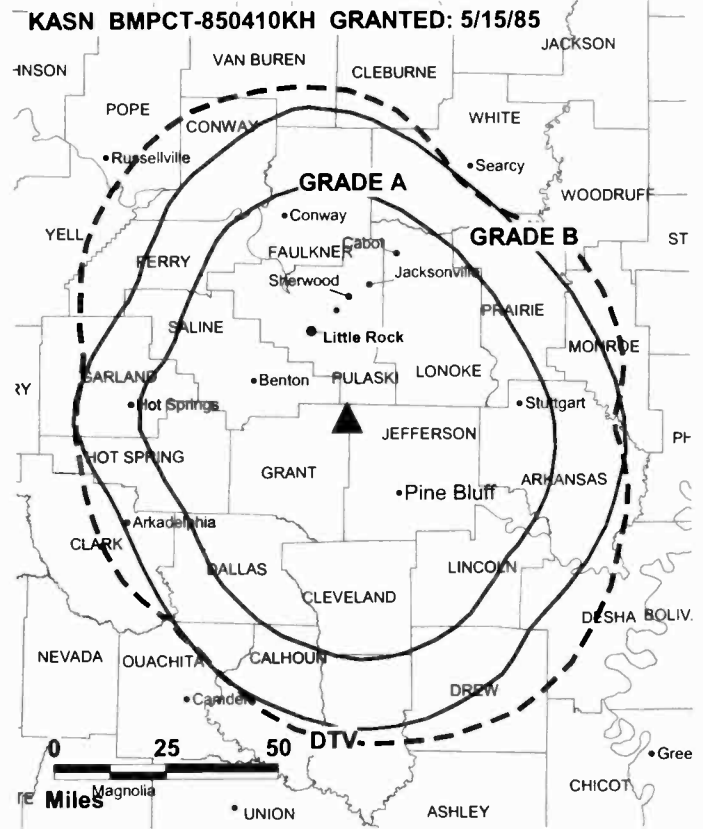 KASN BMPCT-850410KH GRANTED: 5/15/85
JACKSON
VAN BUREN
HNSON
CLEBURNE
POPE
WHITE
CONWAY
Russellville
Searcy
GRADE A
WOODRUFF
Conway
YELL
GRADE B
ST
Cabot
FAULKNER
PERRY
Jacksonville
Sherwood
PRAIRIE
SALINE
Little Rock
MONROE
LONOKE
GARLAND
Benton
PULASKI
RY
Hot Springs
Stuttgart
JEFFERSON
PH
HOT SPRING
GRANT
ARKANSAS
Pine Bluff
Arkadelphia
CLARK
DALLAS
LINCOLN
CLEVELAND
DESHA
BOLIV.
NEVADA
OUACHITA
CALHOUN
DREW
Camden
DTV
0 25 50
Gree
Miles
Magnolia
CHICOT
UNION
ASHLEY